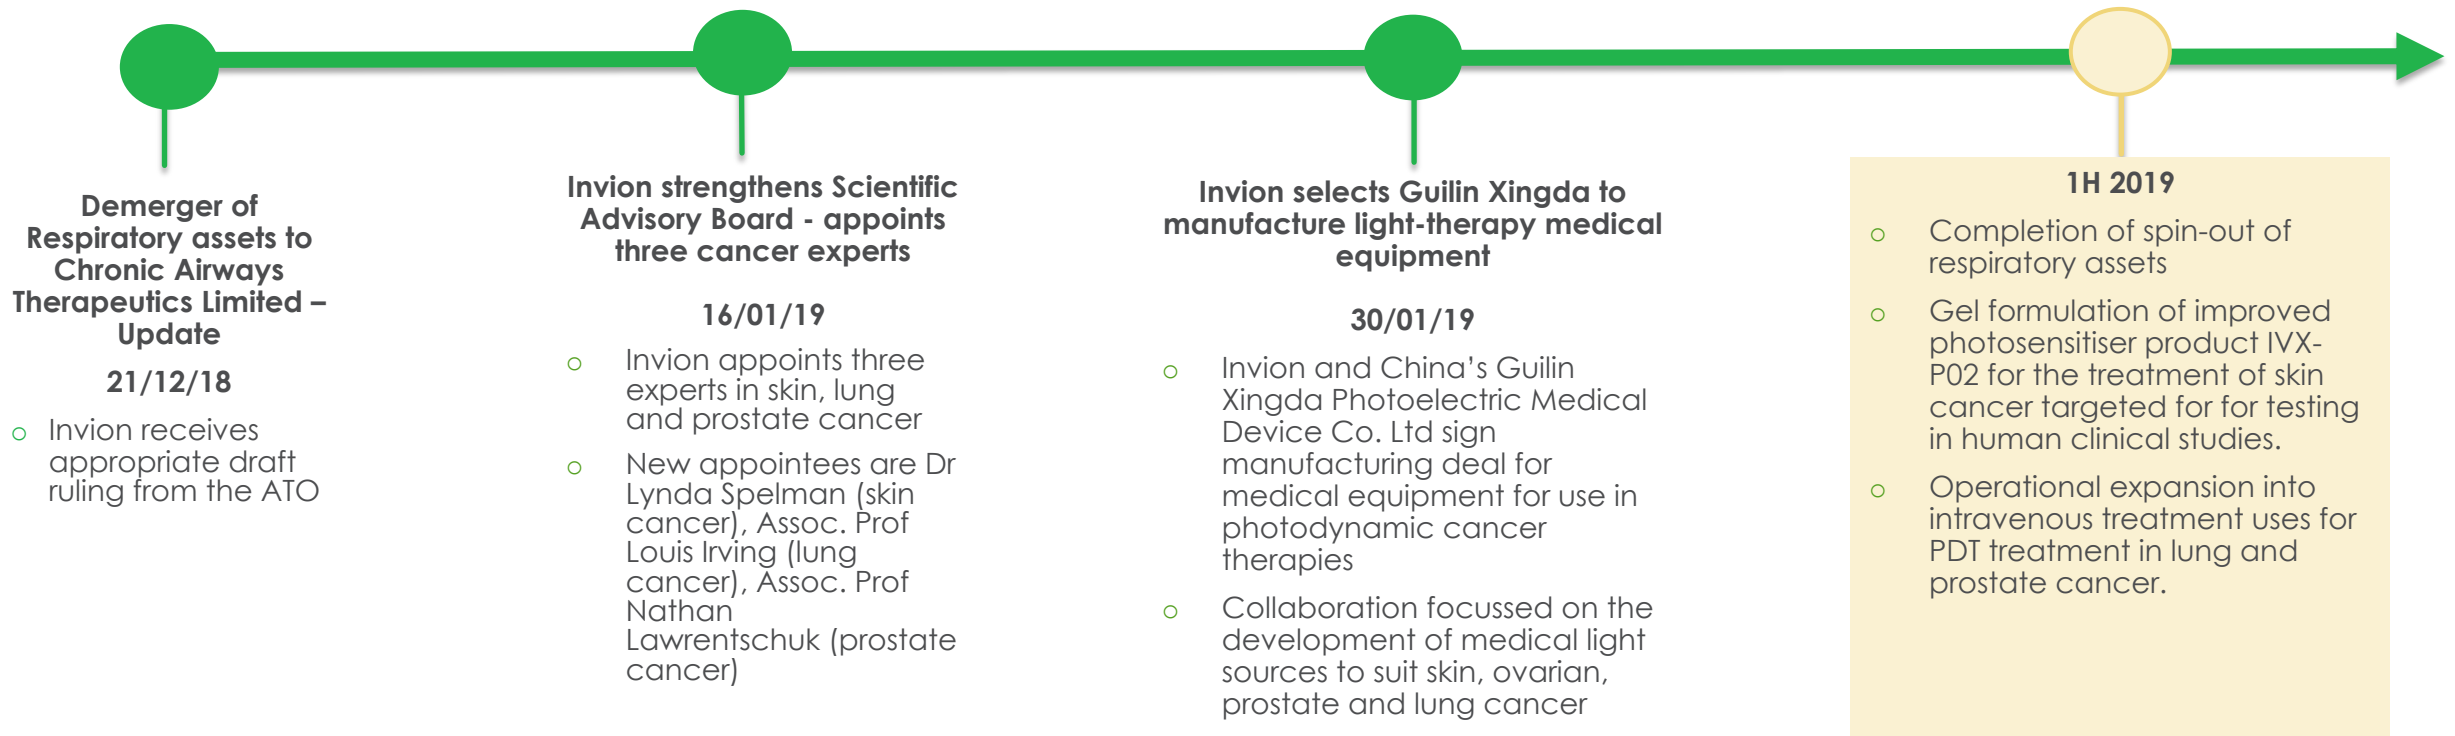 Demerger of
Respiratory assets to
Chronic Airways
Therapeutics Limited –
Update
21/12/18
o Invion receives
appropriate draft
ruling from the ATO
Invion strengthens Scientific
Advisory Board - appoints
three cancer experts
16/01/19
o Invion appoints three
experts in skin, lung
and prostate cancer
o New appointees are Dr
Lynda Spelman (skin
cancer), Assoc. Prof
Louis Irving (lung
cancer), Assoc. Prof
Nathan
Lawrentschuk (prostate
cancer)
Invion selects Guilin Xingda to
manufacture light-therapy medical
equipment
30/01/19
o Invion and China’s Guilin
Xingda Photoelectric Medical
Device Co. Ltd sign
manufacturing deal for
medical equipment for use in
photodynamic cancer
therapies
o Collaboration focussed on the
development of medical light
sources to suit skin, ovarian,
prostate and lung cancer
1H 2019
o Completion of spin-out of
respiratory assets
o Gel formulation of improved
photosensitiser product IVX-
P02 for the treatment of skin
cancer targeted for for testing
in human clinical studies.
o Operational expansion into
intravenous treatment uses for
PDT treatment in lung and
prostate cancer.